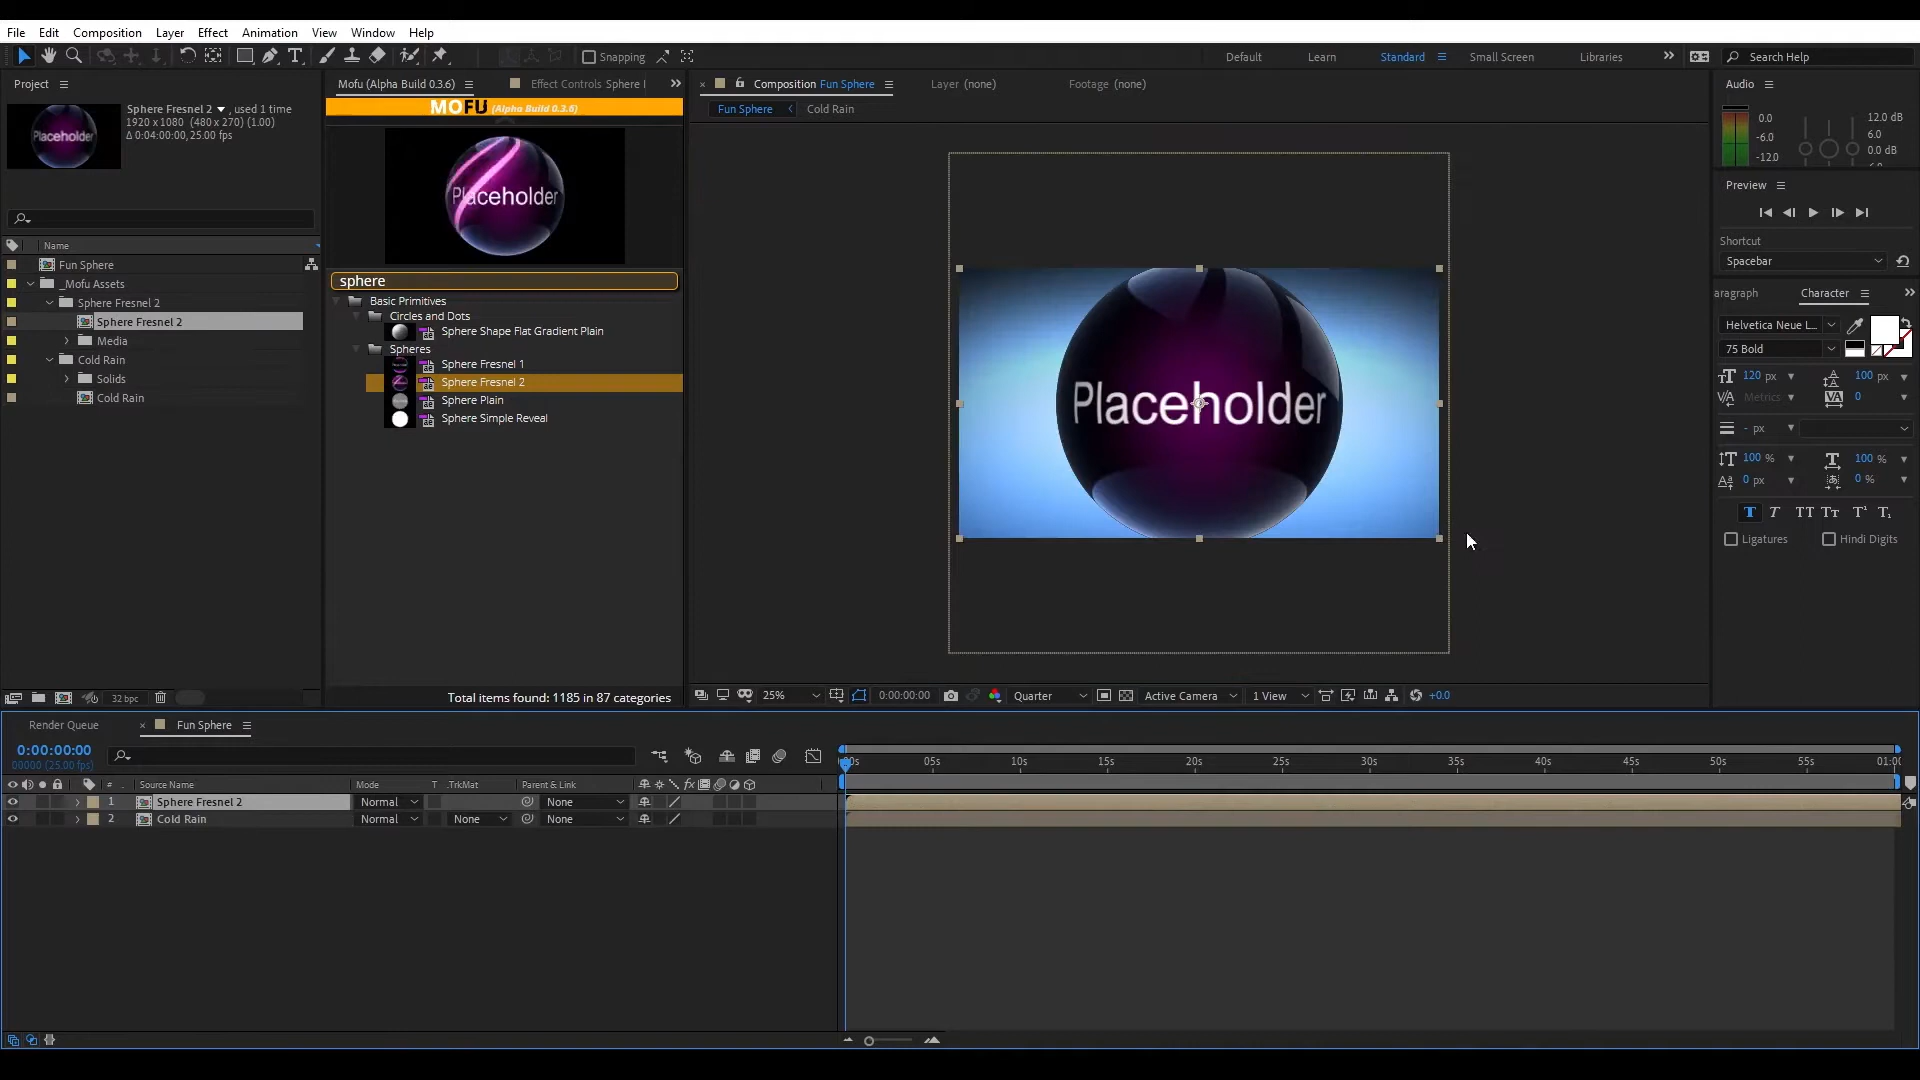 File Edit Composition Layer Effect Animation View Window Help
Snapping
Default Learn Standard Small Screen Libraries Search Help
Project
Sphere Fresnel 2 , used 1 time
1920 x 1080 (480 x 270) (1.00)
Δ 0:04:00:00, 25.00 fps
Placeholder
Name
Fun Sphere
_Mofu Assets
Sphere Fresnel 2
Sphere Fresnel 2
Media
Cold Rain
Solids
Cold Rain
32 bpc
Mofu (Alpha Build 0.3.6) Effect Controls Sphere
MOFU (Alpha Build 0.3.6)
Placeholder
sphere
Basic Primitives
Circles and Dots
Sphere Shape Flat Gradient Plain
Spheres
Sphere Fresnel 1
Sphere Fresnel 2
Sphere Plain
Sphere Simple Reveal
Total items found: 1185 in 87 categories
Composition Fun Sphere Layer (none) Footage (none)
Fun Sphere Cold Rain
Placeholder
25% 0:00:00:00 Quarter Active Camera 1 View +0.0
Audio
0.0 12.0 dB
-6.0 6.0
-12.0 0.0 dB
Preview
Shortcut
Spacebar
aragraph Character
Helvetica Neue L...
75 Bold
120 px 100 px
Metrics 0
- px
100 % 100 %
0 px 0 %
T T TT Tt T¹ T₁
Ligatures Hindi Digits
Render Queue Fun Sphere
0:00:00:00
00000 (25.00 fps)
:00s 05s 10s 15s 20s 25s 30s 35s 40s 45s 50s 55s 01:00
# Source Name Mode T .TrkMat Parent & Link
1 Sphere Fresnel 2 Normal None
2 Cold Rain Normal None None